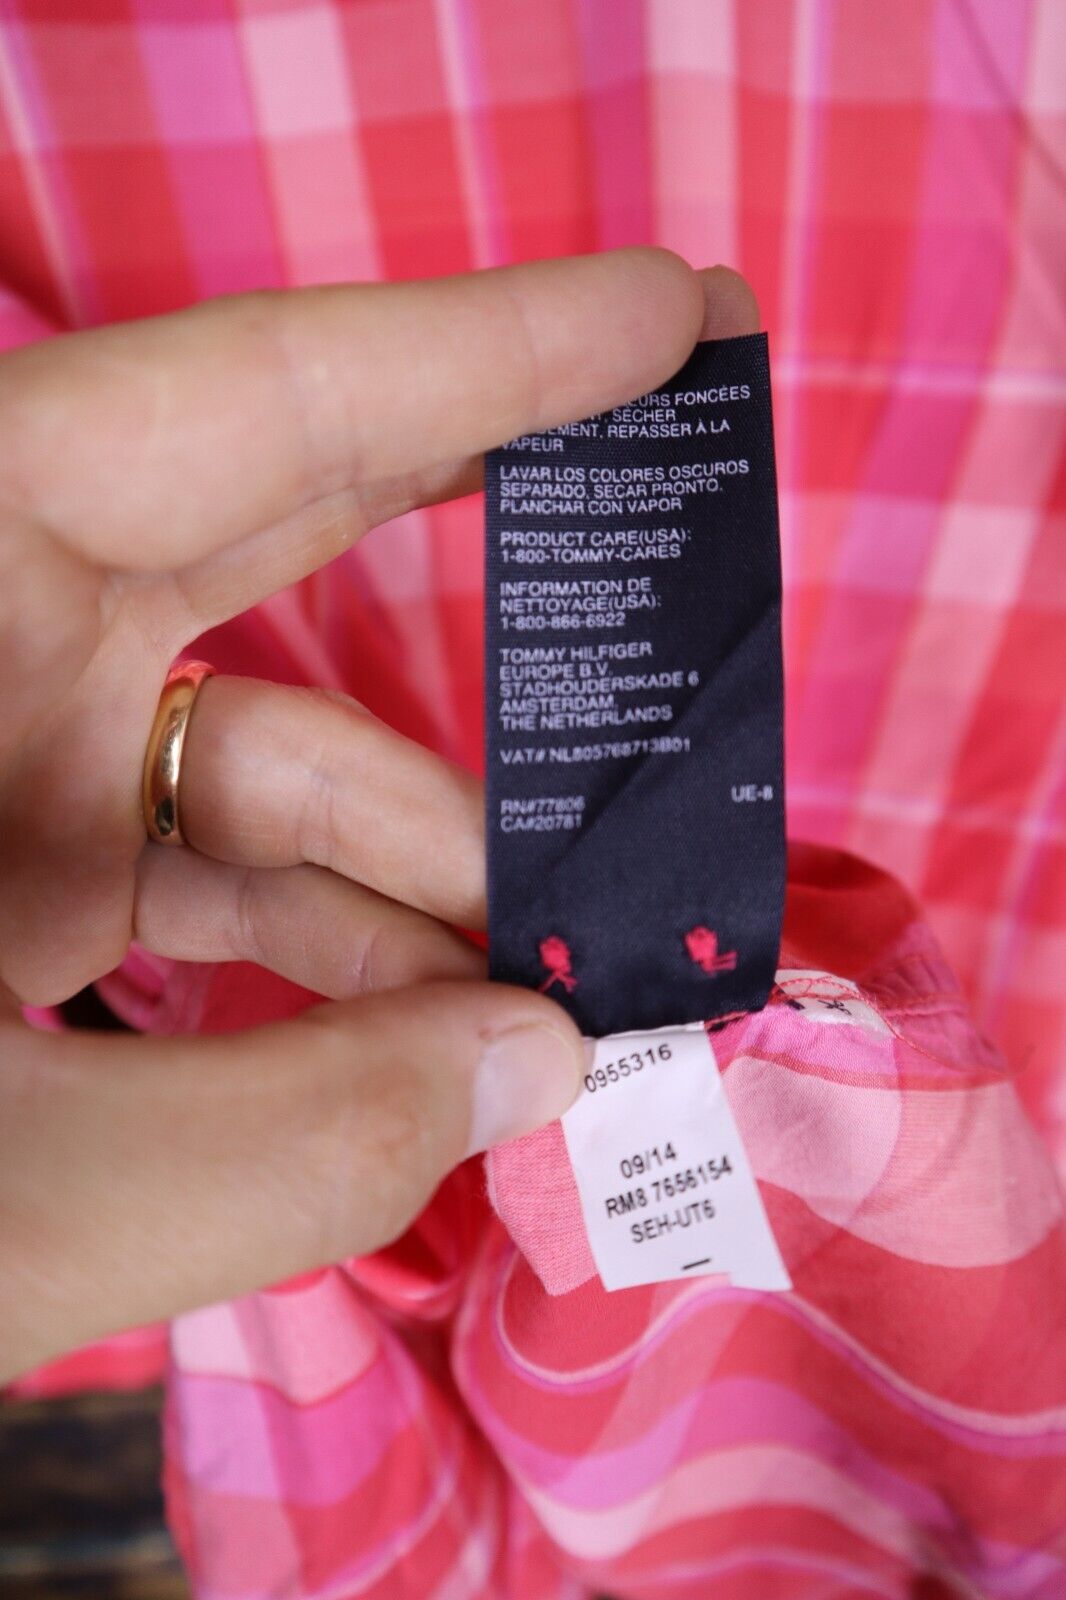 FONCÉES
SÉCHER
REPASSER À LA
VAPEUR
LAVAR LOS COLORES OSCUROS
SEPARADO. SECAR PRONTO.
PLANCHAR CON VAPOR
PRODUCT CARE(USA):
1-800-TOMMY-CARES
INFORMATION DE
NETTOYAGE(USA):
1-800-866-6922
TOMMY HILFIGER
EUROPE B.V.
STADHOUDERSKADE 6
AMSTERDAM
THE NETHERLANDS
VAT# NL805768713B01
RN#77806 UE-8
CA#20781
0955316
09/14
RM8 7656154
SEH-UT6